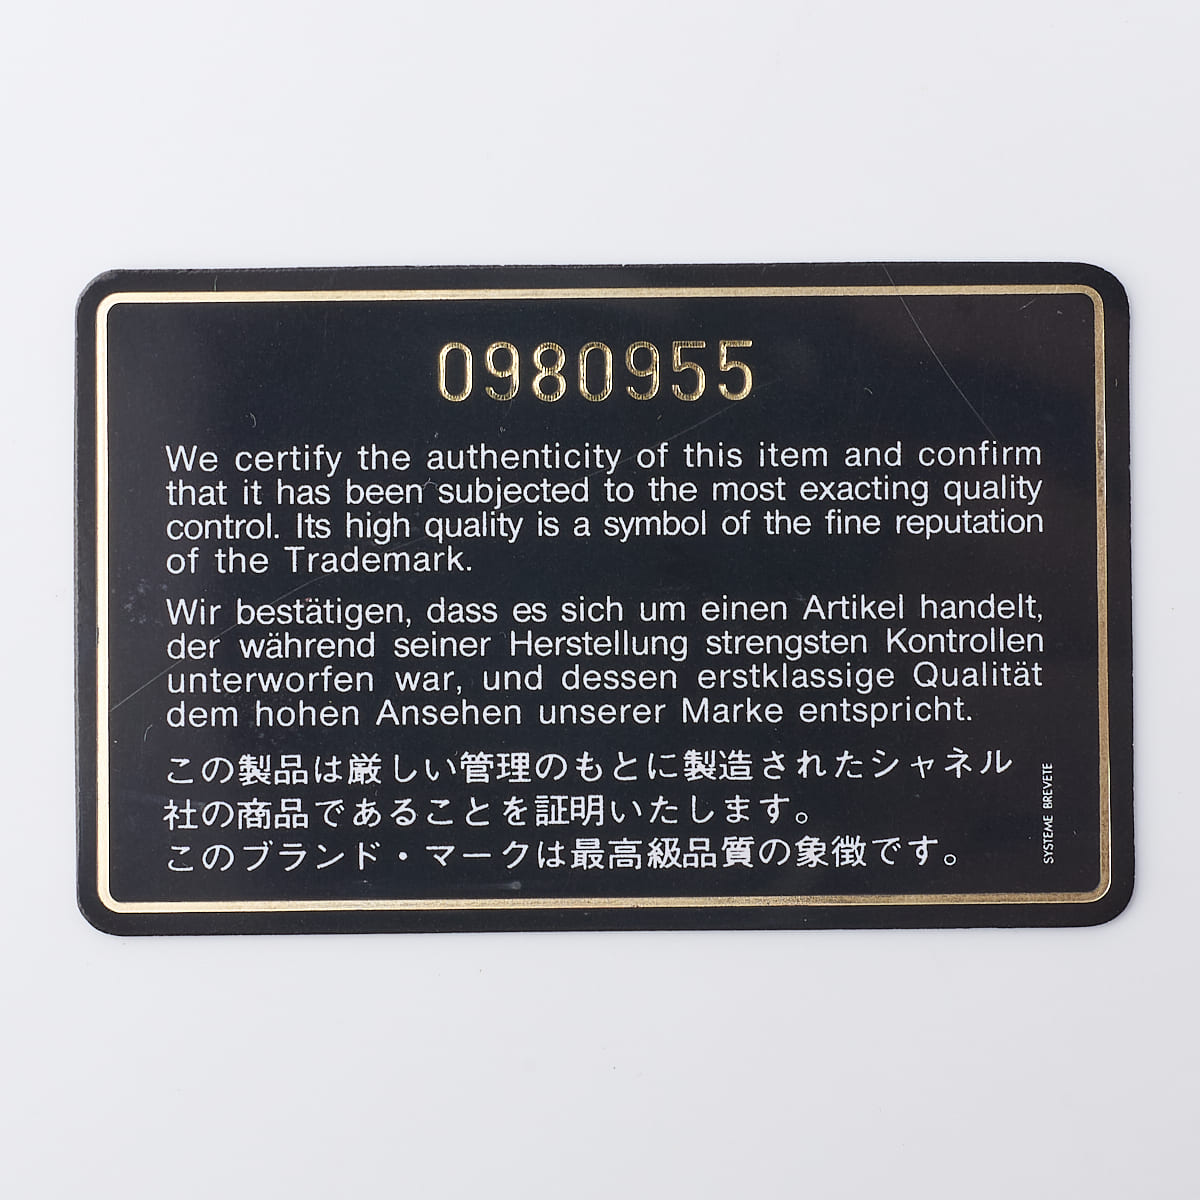 0980955
We certify the authenticity of this item and confirm
that it has been subjected to the most exacting quality
control. Its high quality is a symbol of the fine reputation
of the Trademark.
Wir bestätigen, dass es sich um einen Artikel handelt,
der während seiner Herstellung strengsten Kontrollen
unterworfen war, und dessen erstklassige Qualität
dem hohen Ansehen unserer Marke entspricht.
この製品は厳しい管理のもとに製造されたシャネル
社の商品であることを証明いたします。
このブランド・マークは最高級品質の象徴です。
SYSTEME BREVETE